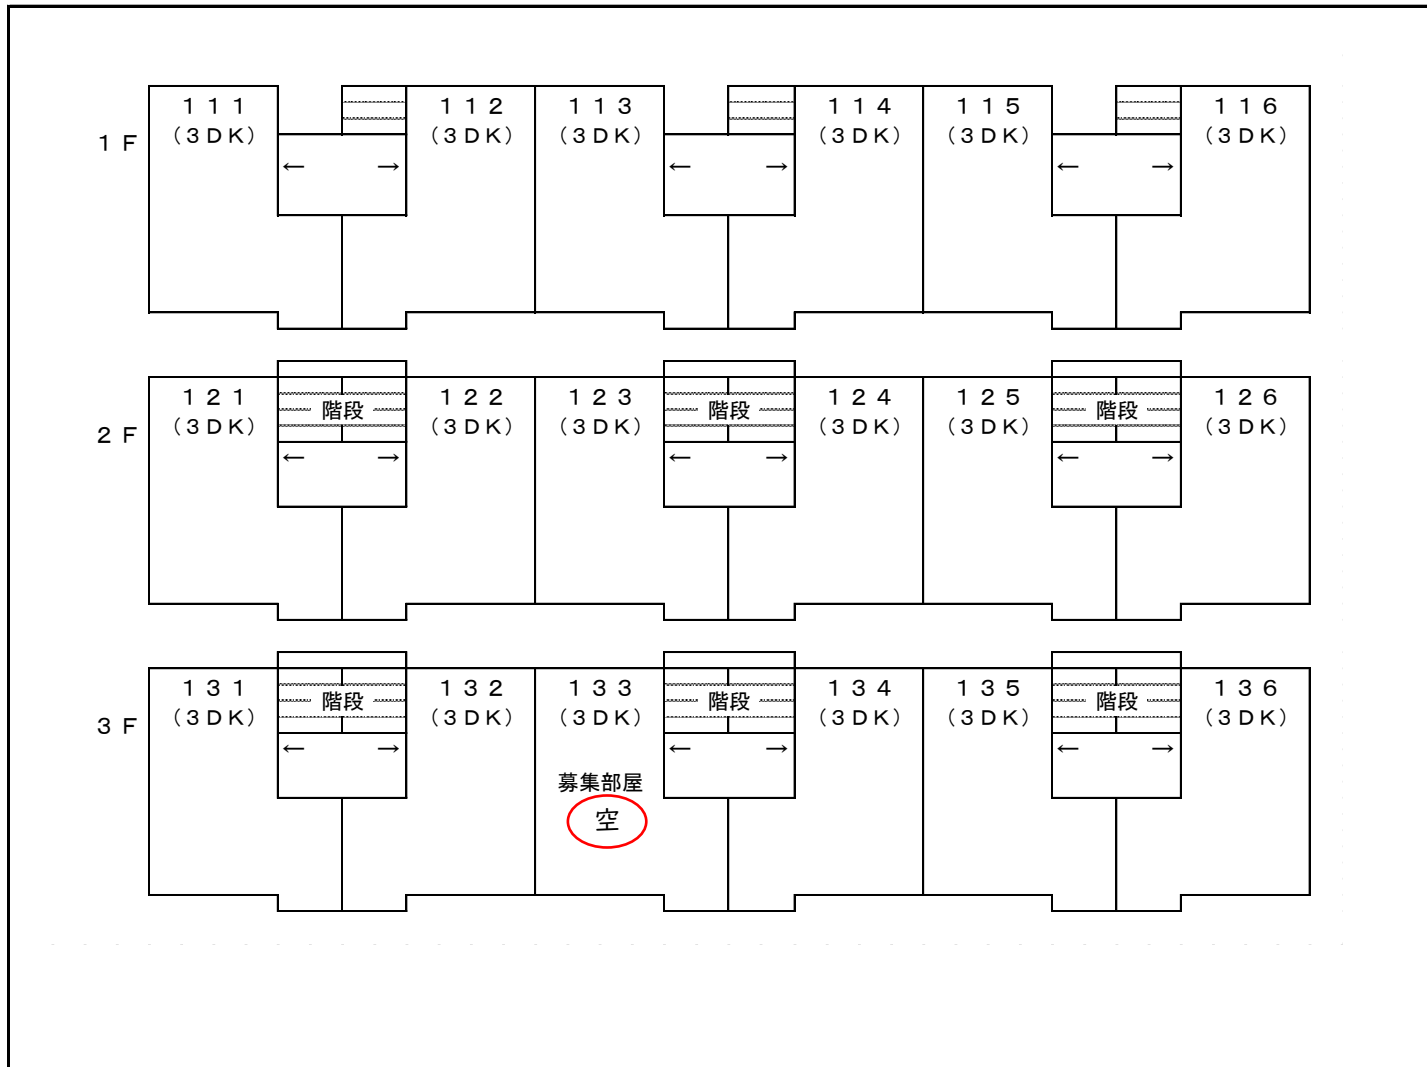 １１１ １１２ １１３ １１４ １１５ １１６
１Ｆ （３ＤＫ） （３ＤＫ） （３ＤＫ） （３ＤＫ） （３ＤＫ） （３ＤＫ）
← → ← → ← →
１２１ １２２ １２３ １２４ １２５ １２６
階段 階段 階段
２Ｆ （３ＤＫ） （３ＤＫ） （３ＤＫ） （３ＤＫ） （３ＤＫ） （３ＤＫ）
← → ← → ← →
１３１ １３２ １３３ １３４ １３５ １３６
階段 階段 階段
３Ｆ （３ＤＫ） （３ＤＫ） （３ＤＫ） （３ＤＫ） （３ＤＫ） （３ＤＫ）
← → ← → ← →
募集部屋
空